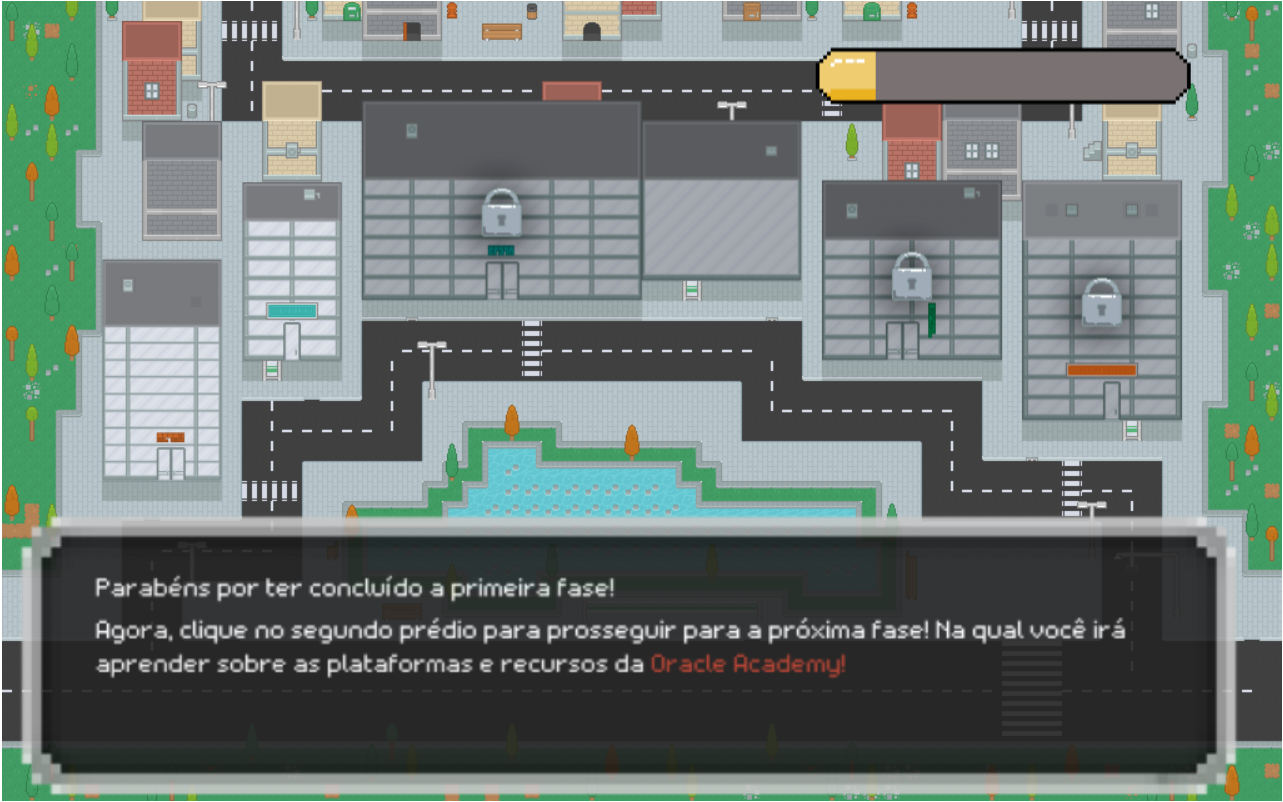 Parabéns por ter concluído a primeira fase!
Agora, clique no segundo prédio para prosseguir para a próxima fase! Na qual você irá
aprender sobre as plataformas e recursos da Oracle Academy!